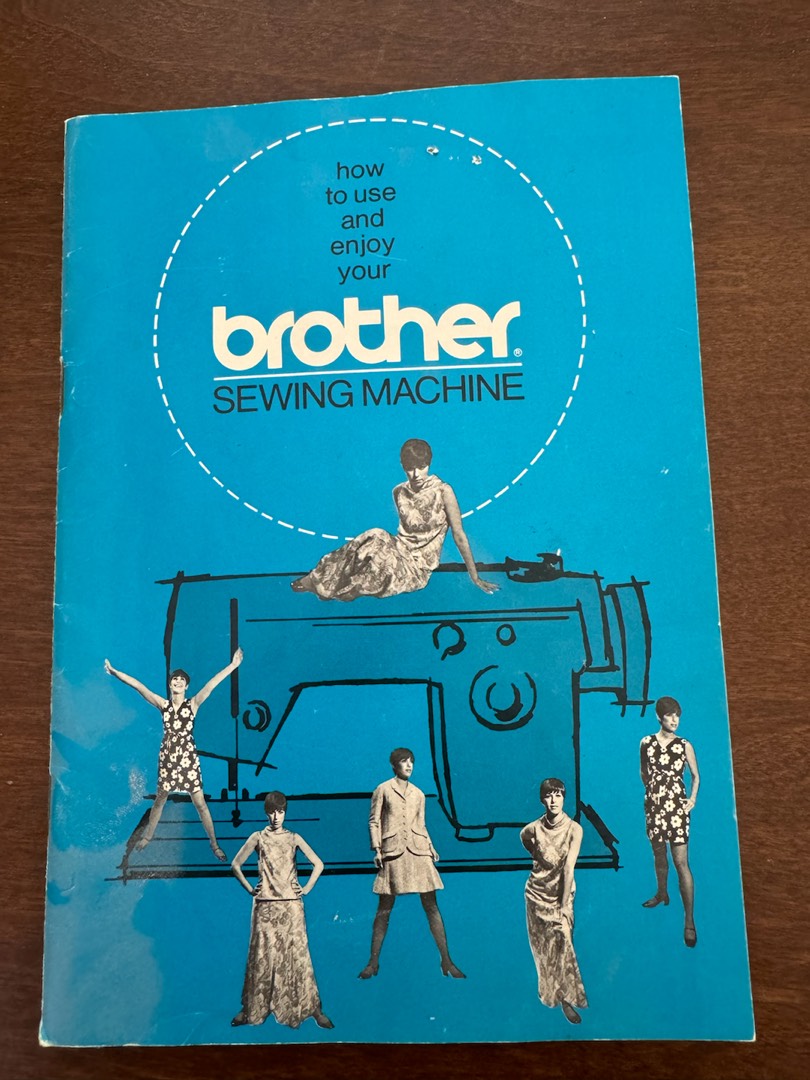 how
to use
and
enjoy
your
brother®
SEWING MACHINE